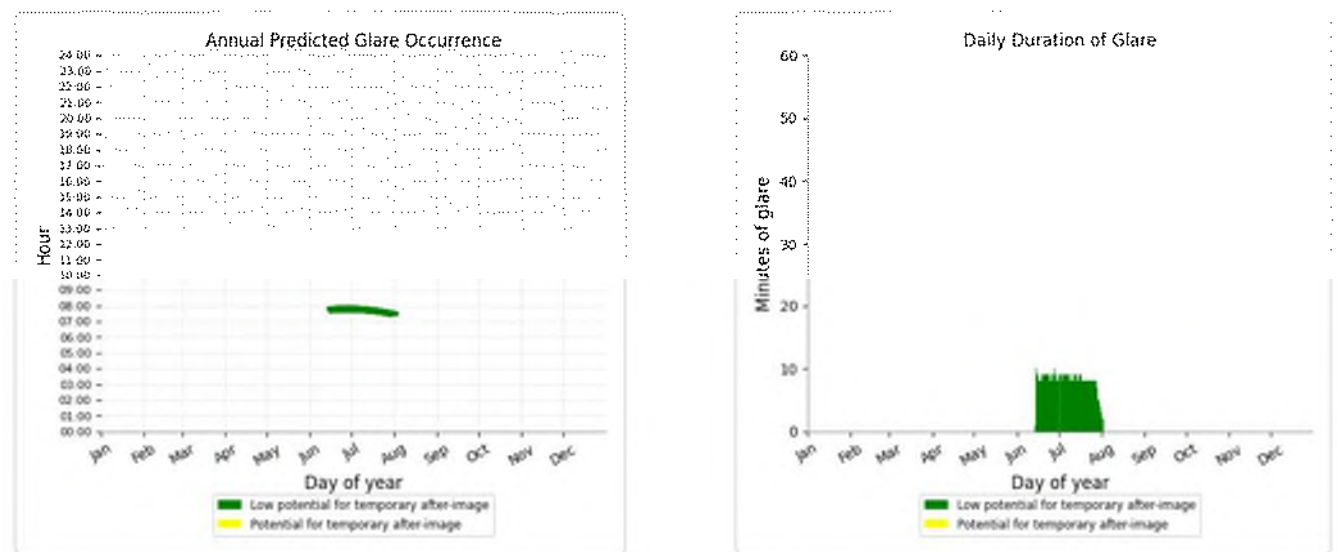 Annual Predicted Glare Occurrence
24:00
23:00
22:00
21:00
20:00
19:00
18:00
17:00
16:00
15:00
14:00
13:00
12:00
11:00
10:00
09:00
08:00
07:00
06:00
05:00
04:00
03:00
02:00
01:00
00:00
Hour
Jan Feb Mar Apr May Jun Jul Aug Sep Oct Nov Dec
Day of year
Low potential for temporary after-image
Potential for temporary after-image
Daily Duration of Glare
60
50
40
30
20
10
0
Minutes of glare
Jan Feb Mar Apr May Jun Jul Aug Sep Oct Nov Dec
Day of year
Low potential for temporary after-image
Potential for temporary after-image